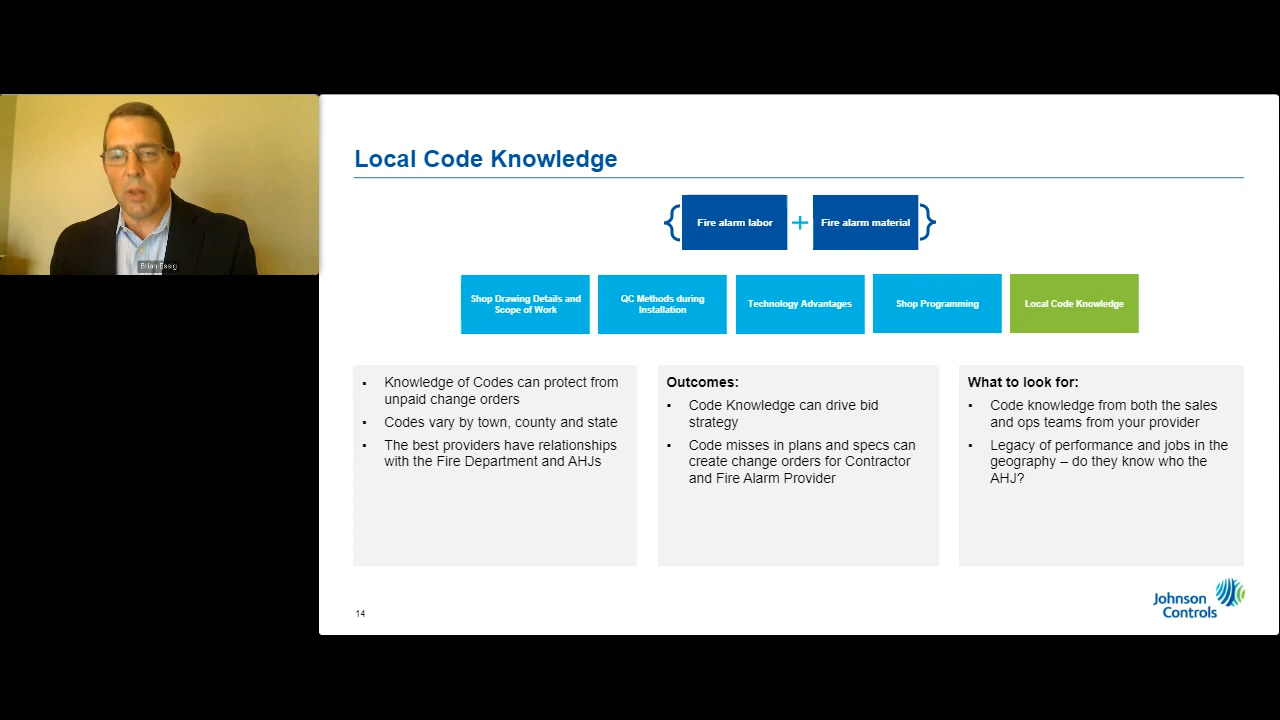 Brian Essig
Local Code Knowledge
Fire alarm labor
+
Fire alarm material
Shop Drawing Details and
Scope of Work
QC Methods during
Installation
Technology Advantages
Shop Programming
Local Code Knowledge
▪ Knowledge of Codes can protect from
unpaid change orders
▪ Codes vary by town, county and state
▪ The best providers have relationships
with the Fire Department and AHJs
Outcomes:
▪ Code Knowledge can drive bid
strategy
▪ Code misses in plans and specs can
create change orders for Contractor
and Fire Alarm Provider
What to look for:
▪ Code knowledge from both the sales
and ops teams from your provider
▪ Legacy of performance and jobs in the
geography – do they know who the
AHJ?
14
Johnson
Controls